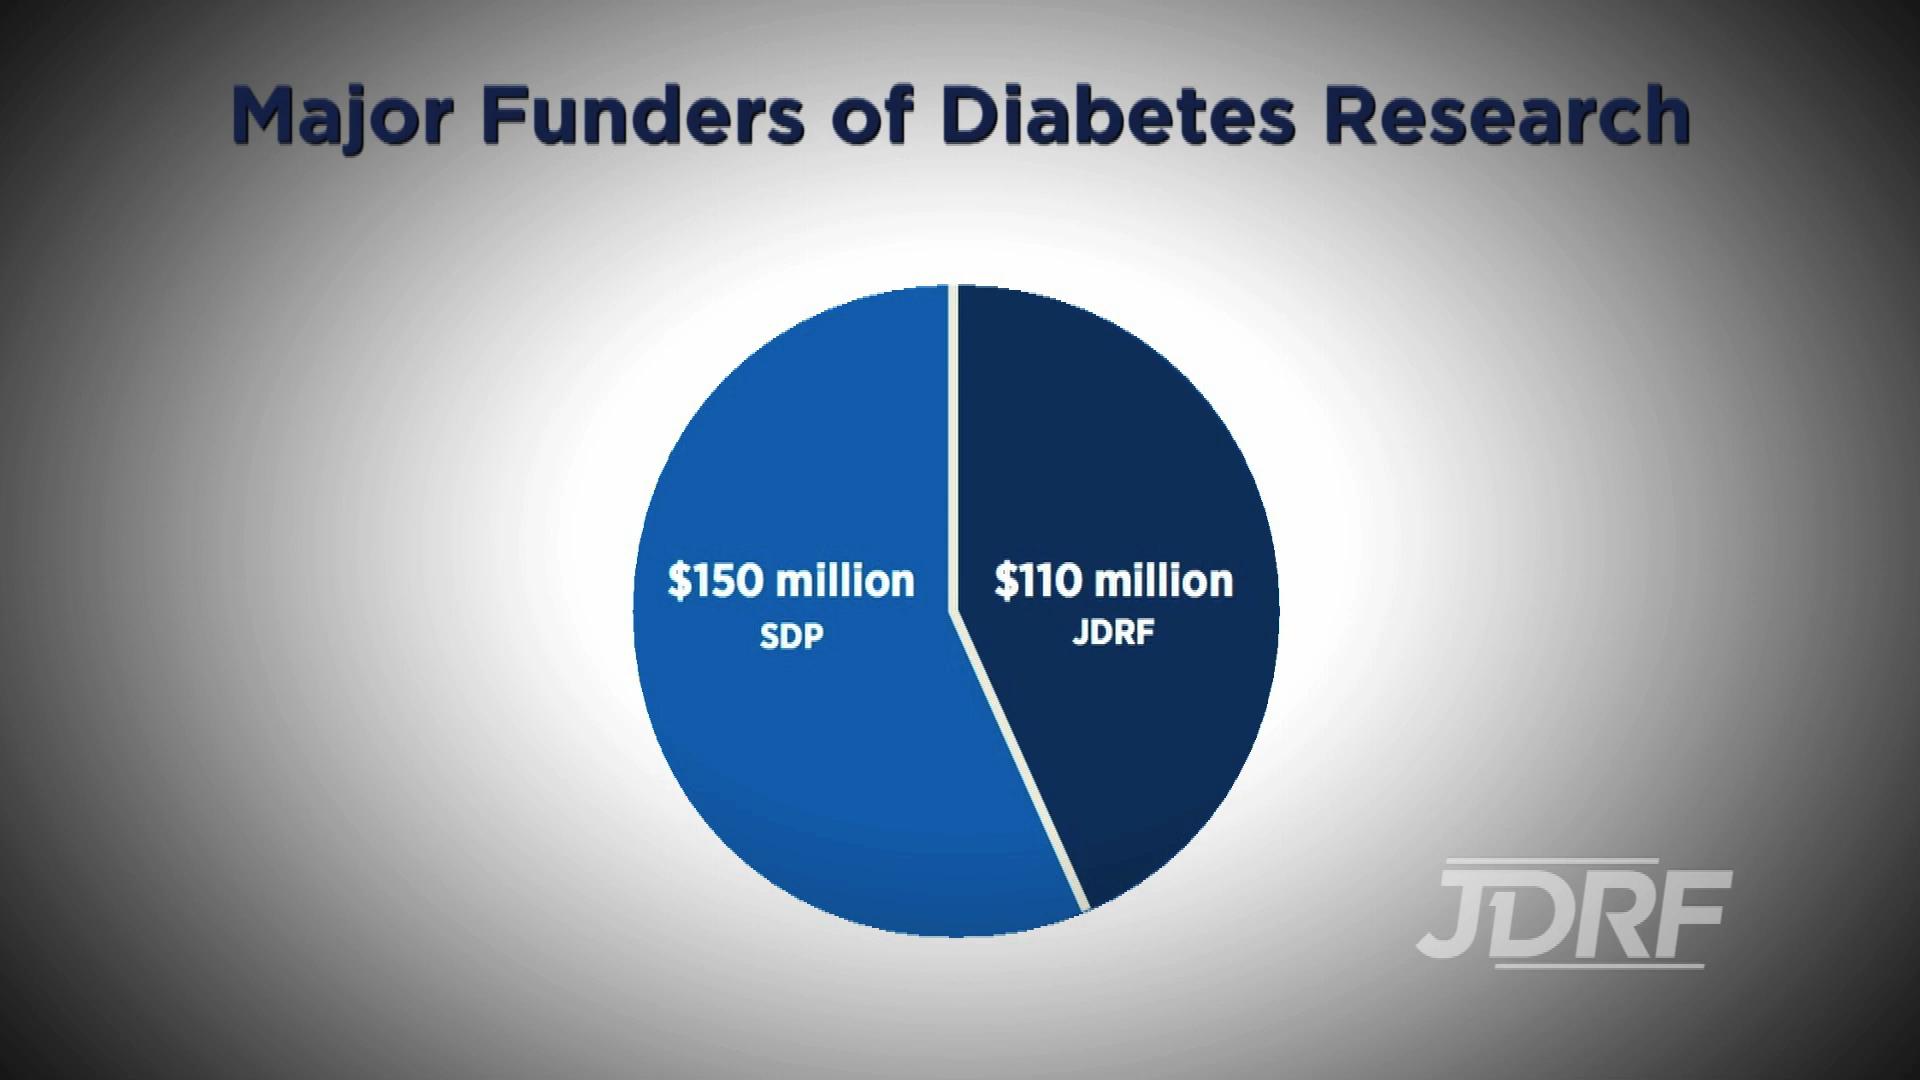 Major Funders of Diabetes Research
$150 million
SDP
$110 million
JDRF
JDRF